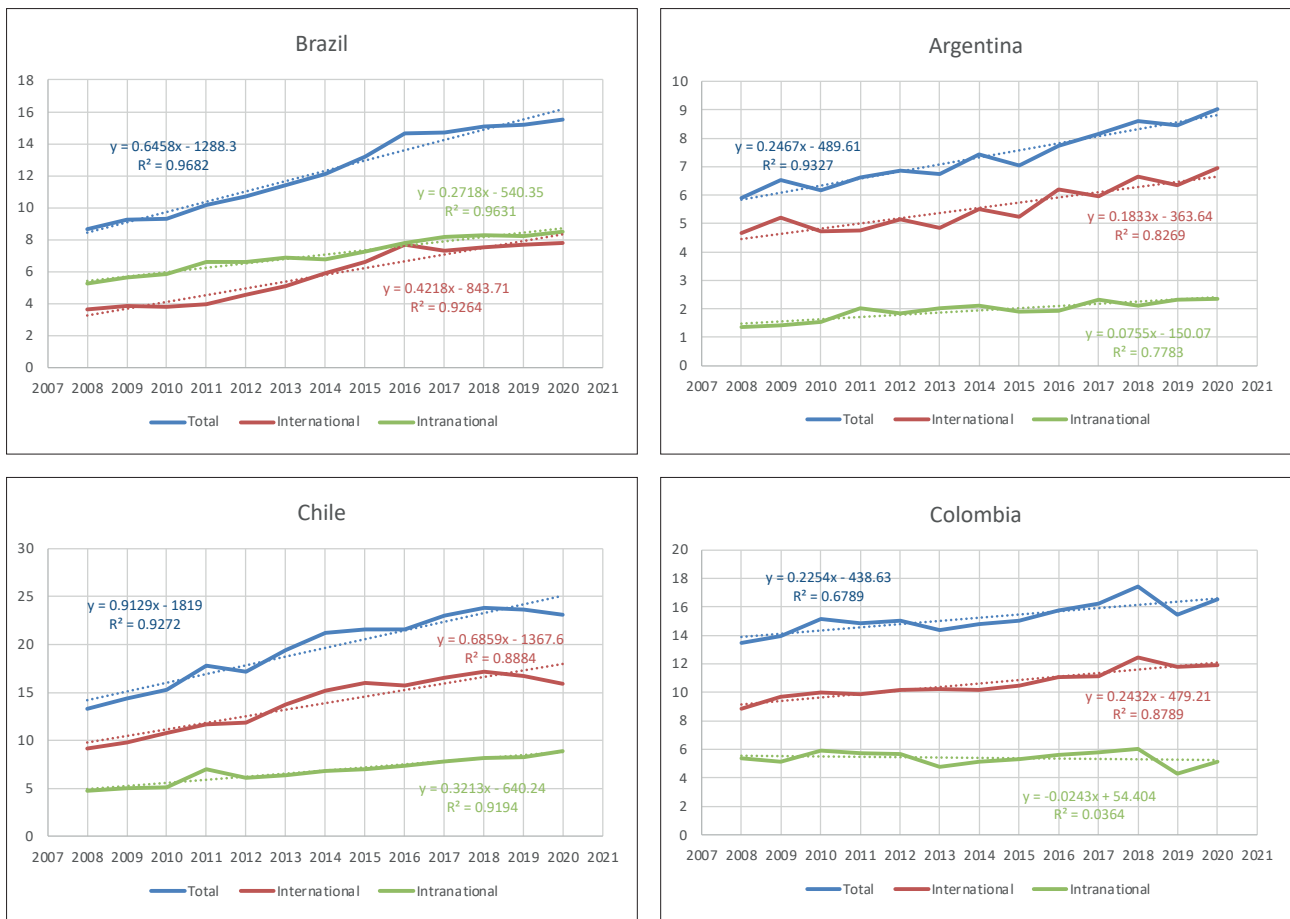 Brazil
18
16
14
12
10
8
6
4
2
0
y = 0.6458x - 1288.3
R² = 0.9682
y = 0.2718x - 540.35
R² = 0.9631
y = 0.4218x - 843.71
R² = 0.9264
2007 2008 2009 2010 2011 2012 2013 2014 2015 2016 2017 2018 2019 2020 2021
Total International Intranational
Argentina
10
9
8
7
6
5
4
3
2
1
0
y = 0.2467x - 489.61
R² = 0.9327
y = 0.1833x - 363.64
R² = 0.8269
y = 0.0755x - 150.07
R² = 0.7783
2007 2008 2009 2010 2011 2012 2013 2014 2015 2016 2017 2018 2019 2020 2021
Total International Intranational
Chile
30
25
20
15
10
5
0
y = 0.9129x - 1819
R² = 0.9272
y = 0.6859x - 1367.6
R² = 0.8884
y = 0.3213x - 640.24
R² = 0.9194
2007 2008 2009 2010 2011 2012 2013 2014 2015 2016 2017 2018 2019 2020 2021
Total International Intranational
Colombia
20
18
16
14
12
10
8
6
4
2
0
y = 0.2254x - 438.63
R² = 0.6789
y = 0.2432x - 479.21
R² = 0.8789
y = -0.0243x + 54.404
R² = 0.0364
2007 2008 2009 2010 2011 2012 2013 2014 2015 2016 2017 2018 2019 2020 2021
Total International Intranational